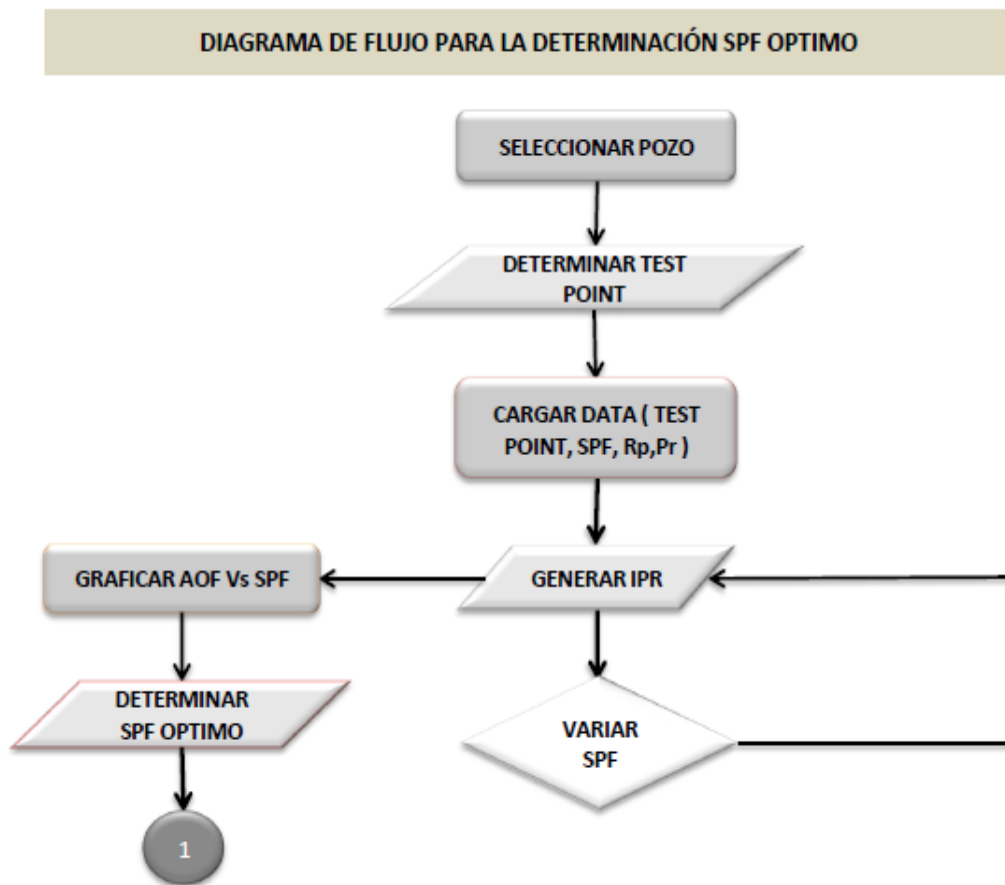 DIAGRAMA DE FLUJO PARA LA DETERMINACIÓN SPF OPTIMO
SELECCIONAR POZO
DETERMINAR TEST
POINT
CARGAR DATA ( TEST
POINT, SPF, Rp,Pr )
GRAFICAR AOF Vs SPF
GENERAR IPR
DETERMINAR
SPF OPTIMO
VARIAR
SPF
1